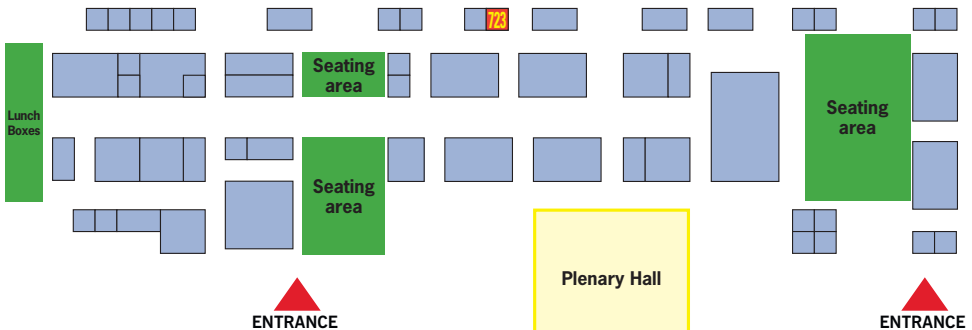 723
Seating
area
Lunch
Boxes
Seating
area
Seating
area
Plenary Hall
ENTRANCE
ENTRANCE